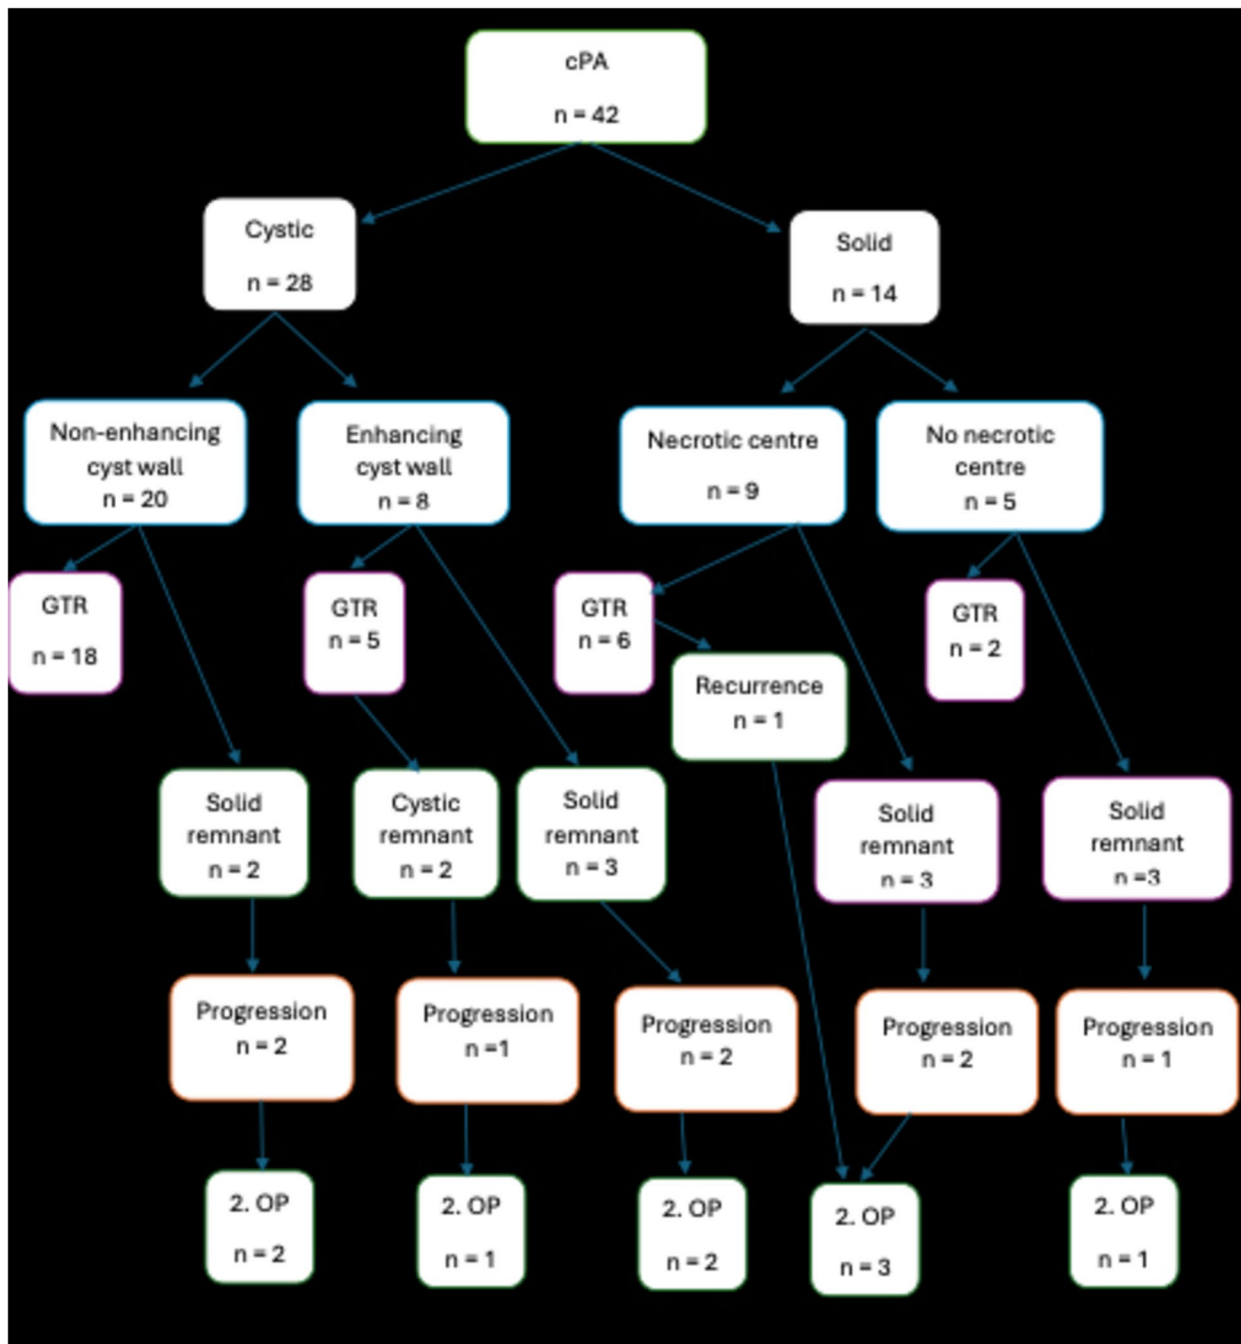 cPA
n = 42
Cystic
n = 28
Solid
n = 14
Non-enhancing
cyst wall
n = 20
Enhancing
cyst wall
n = 8
Necrotic centre
n = 9
No necrotic
centre
n = 5
GTR
n = 18
GTR
n = 5
GTR
n = 6
GTR
n = 2
Recurrence
n = 1
Solid
remnant
n = 2
Cystic
remnant
n = 2
Solid
remnant
n = 3
Solid
remnant
n = 3
Solid
remnant
n =3
Progression
n = 2
Progression
n =1
Progression
n = 2
Progression
n = 2
Progression
n = 1
2. OP
n = 2
2. OP
n = 1
2. OP
n = 2
2. OP
n = 3
2. OP
n = 1